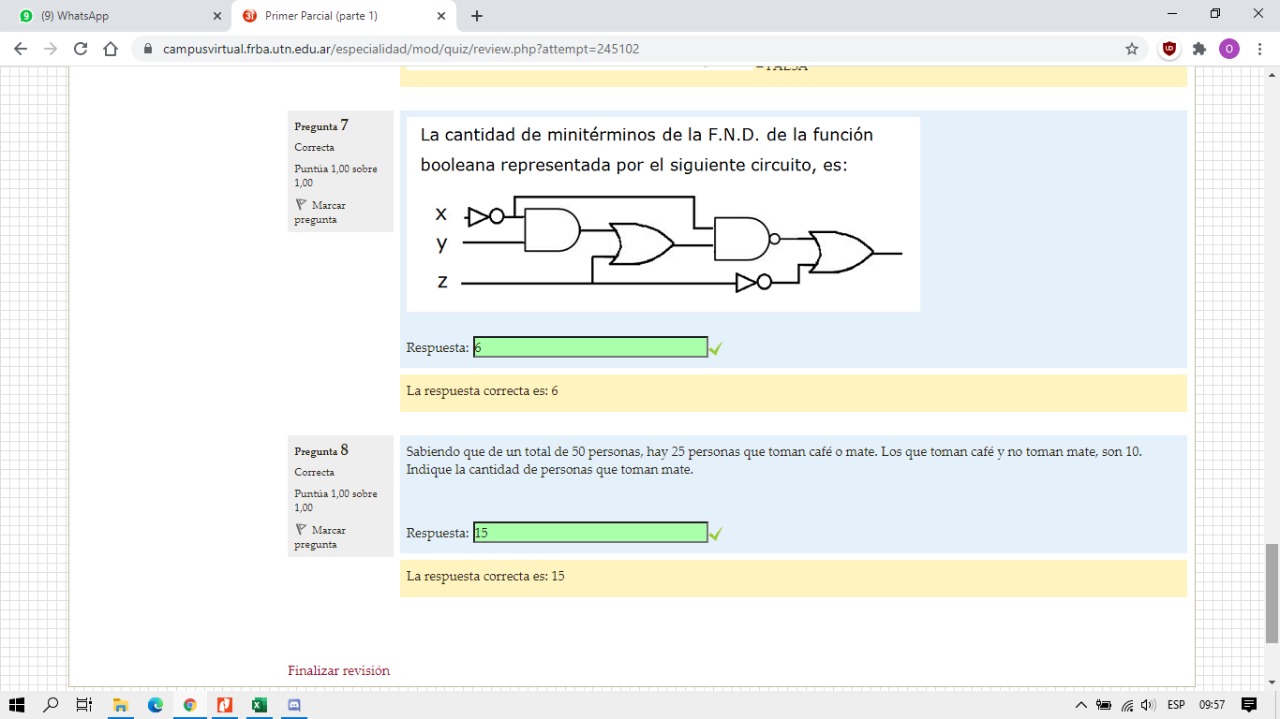 (9) WhatsApp
Primer Parcial (parte 1)
campusvirtual.frba.utn.edu.ar/especialidad/mod/quiz/review.php?attempt=245102
Pregunta 7
Correcta
Puntúa 1,00 sobre
1,00
Marcar
pregunta
La cantidad de minitérminos de la F.N.D. de la función
booleana representada por el siguiente circuito, es:
x
y
z
Respuesta: 6
La respuesta correcta es: 6
Pregunta 8
Correcta
Puntúa 1,00 sobre
1,00
Marcar
pregunta
Sabiendo que de un total de 50 personas, hay 25 personas que toman café o mate. Los que toman café y no toman mate, son 10.
Indique la cantidad de personas que toman mate.
Respuesta: 15
La respuesta correcta es: 15
Finalizar revisión
ESP
09:57